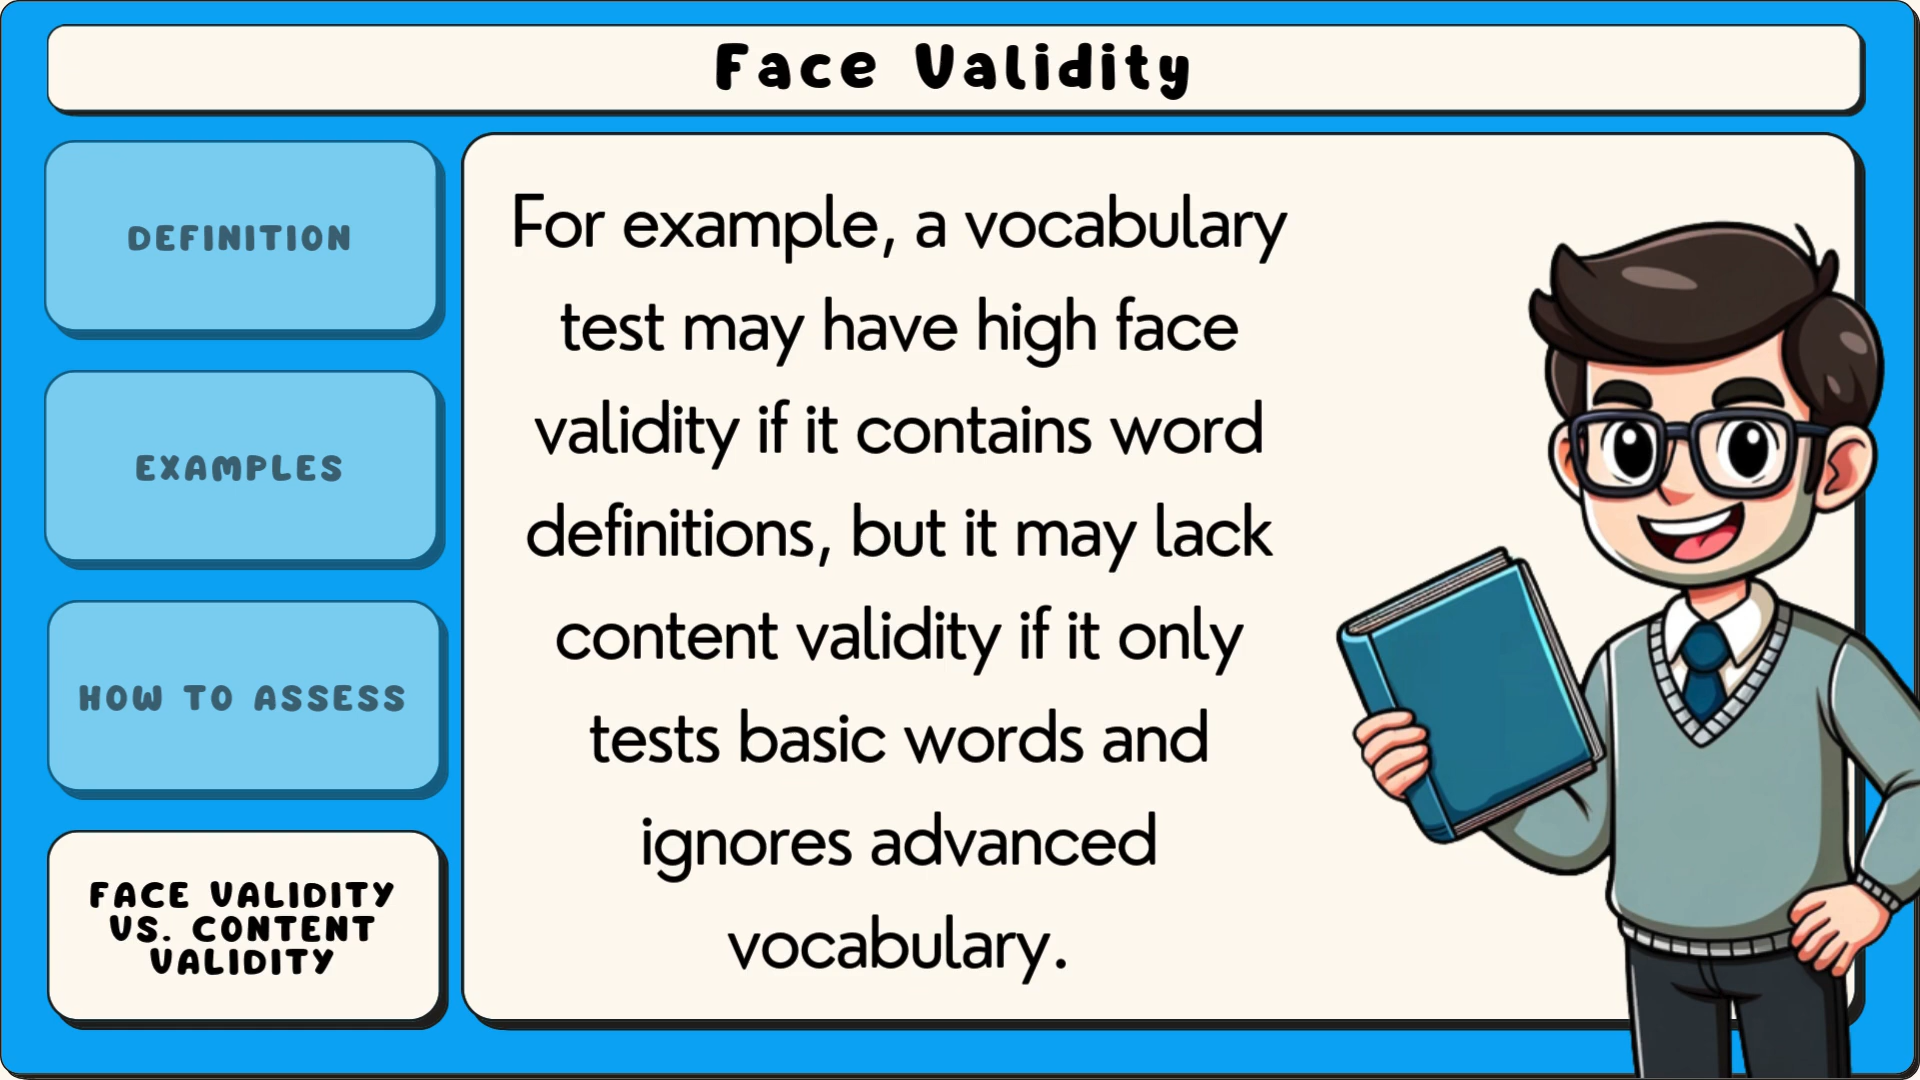 Face Validity
DEFINITION
EXAMPLES
HOW TO ASSESS
FACE VALIDITY
VS. CONTENT
VALIDITY
For example, a vocabulary
test may have high face
validity if it contains word
definitions, but it may lack
content validity if it only
tests basic words and
ignores advanced
vocabulary.